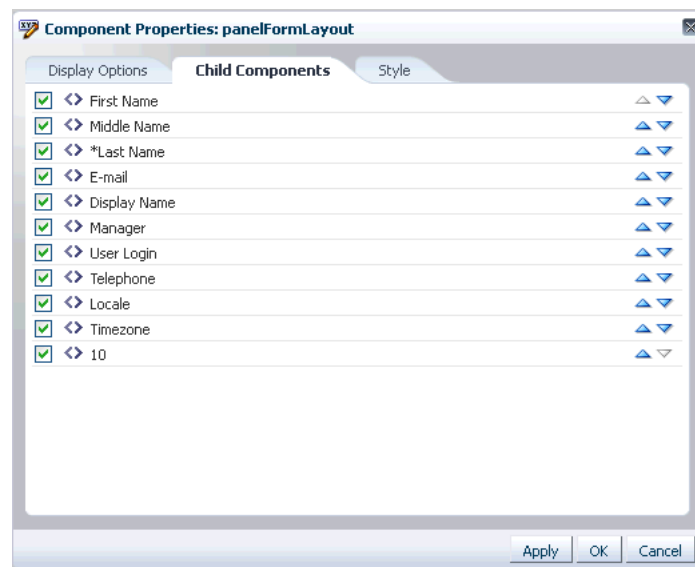 Component Properties: panelFormLayout
Display Options Child Components Style
<> First Name
<> Middle Name
<> *Last Name
<> E-mail
<> Display Name
<> Manager
<> User Login
<> Telephone
<> Locale
<> Timezone
<> 10
Apply OK Cancel